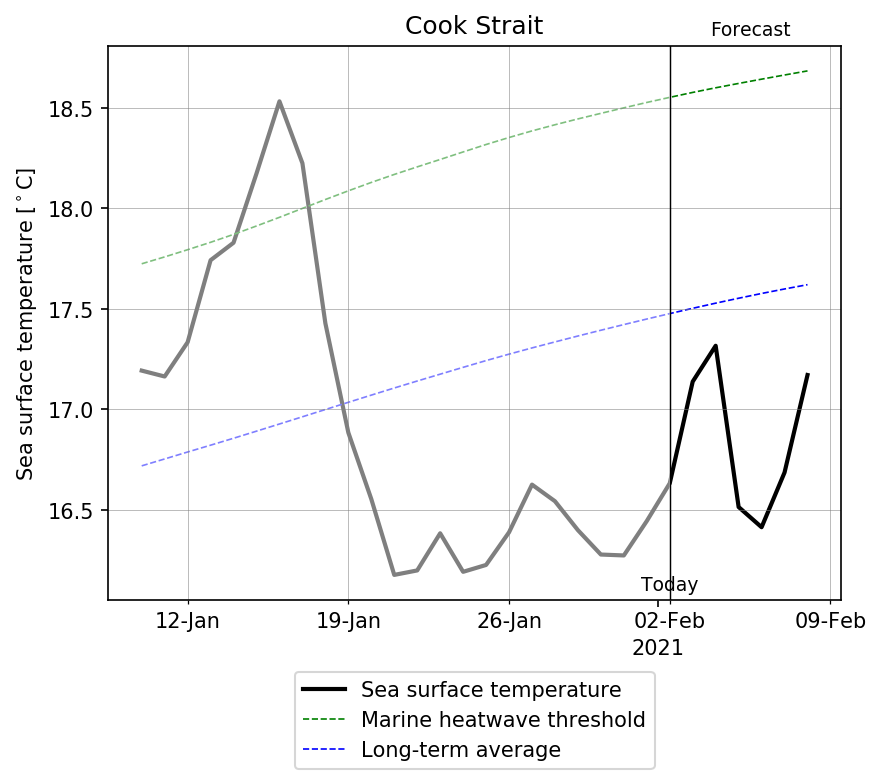 Cook Strait
Forecast
Sea surface temperature [°C]
18.5
18.0
17.5
17.0
16.5
Today
12-Jan 19-Jan 26-Jan 02-Feb 09-Feb
2021
Sea surface temperature
Marine heatwave threshold
Long-term average